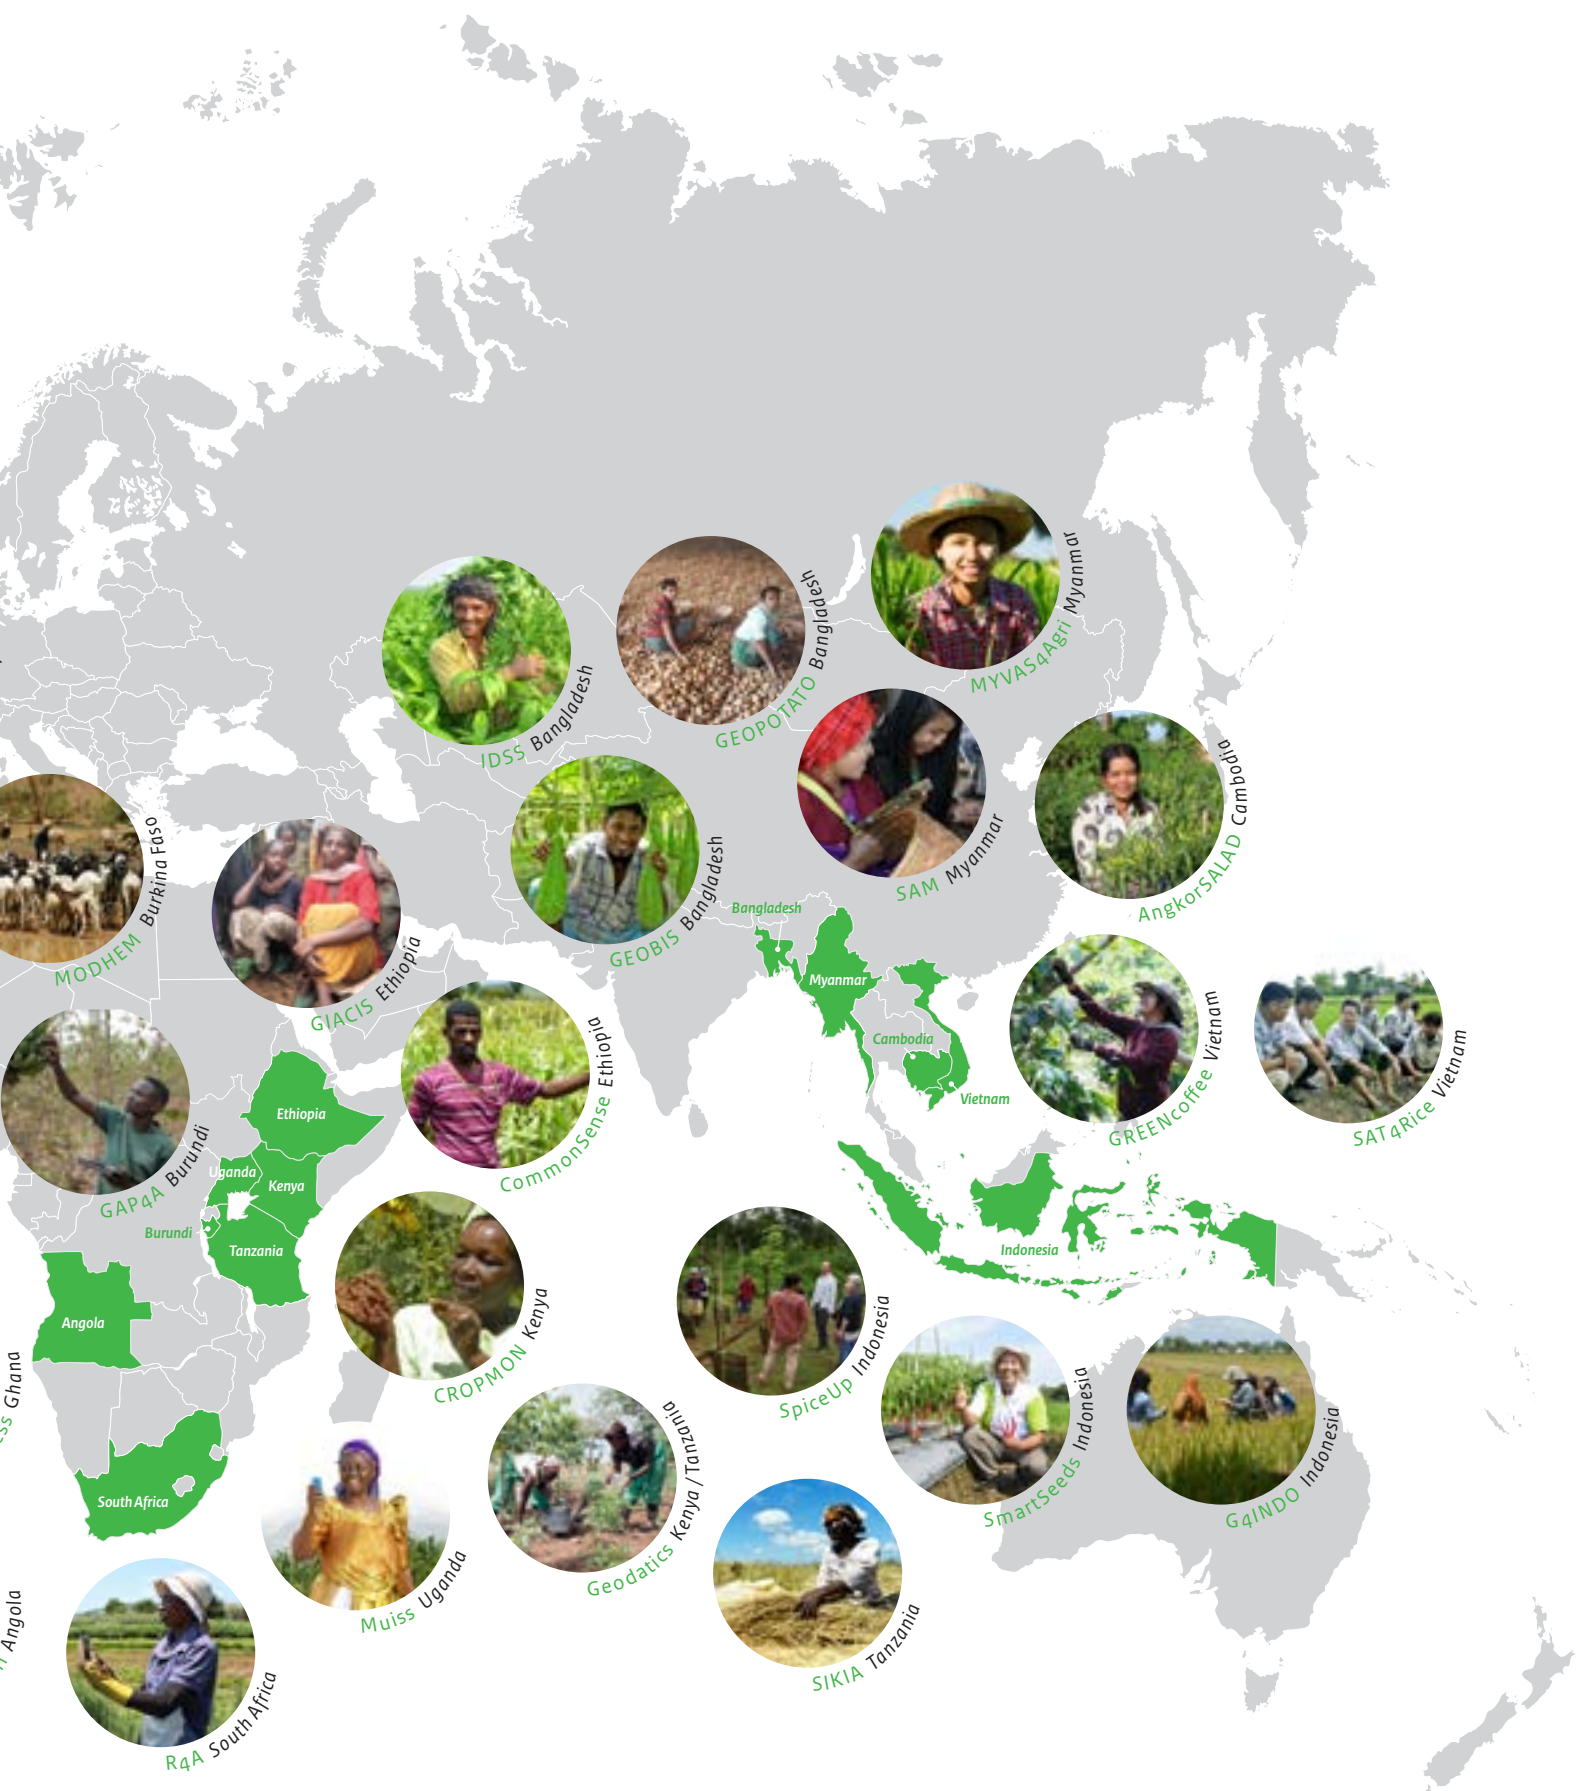 MYVAS4Agri Myanmar
GEOPOTATO Bangladesh
IDSS Bangladesh
SAM Myanmar
AngkorSALAD Cambodia
MODHEM Burkina Faso
GIACIS Ethiopia
GEOBIS Bangladesh
Bangladesh
Myanmar
Cambodia
Vietnam
GREENcoffee Vietnam
SAT4Rice Vietnam
CommonSense Ethiopia
Ethiopia
Uganda
Kenya
GAP4A Burundi
Burundi
Tanzania
Angola
Indonesia
CROPMON Kenya
SpiceUp Indonesia
SmartSeeds Indonesia
G4INDO Indonesia
ess Ghana
South Africa
Muiss Uganda
Geodatics Kenya / Tanzania
SIKIA Tanzania
Angola
R4A South Africa